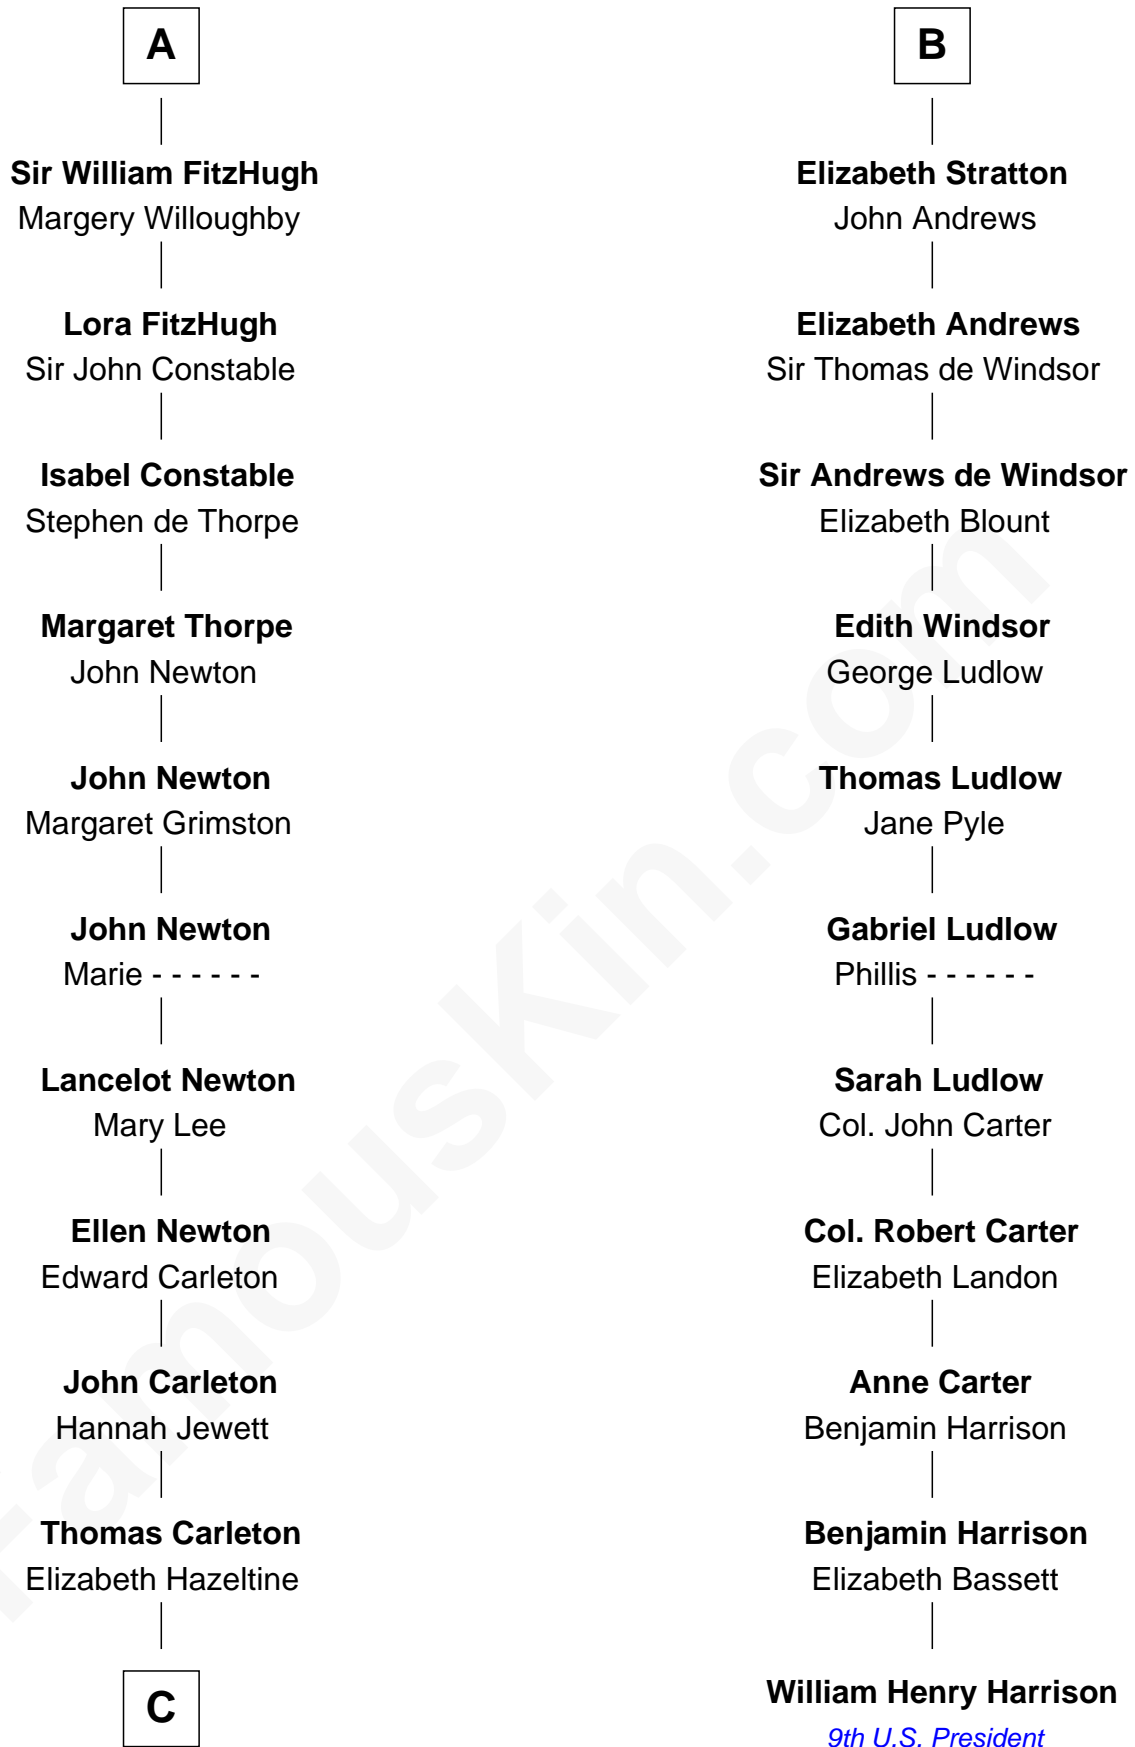 A
Sir William FitzHugh
Margery Willoughby
Lora FitzHugh
Sir John Constable
Isabel Constable
Stephen de Thorpe
Margaret Thorpe
John Newton
John Newton
Margaret Grimston
John Newton
Marie - - - - - -
Lancelot Newton
Mary Lee
Ellen Newton
Edward Carleton
John Carleton
Hannah Jewett
Thomas Carleton
Elizabeth Hazeltine
C
B
Elizabeth Stratton
John Andrews
Elizabeth Andrews
Sir Thomas de Windsor
Sir Andrews de Windsor
Elizabeth Blount
Edith Windsor
George Ludlow
Thomas Ludlow
Jane Pyle
Gabriel Ludlow
Phillis - - - - - -
Sarah Ludlow
Col. John Carter
Col. Robert Carter
Elizabeth Landon
Anne Carter
Benjamin Harrison
Benjamin Harrison
Elizabeth Bassett
William Henry Harrison
9th U.S. President
FamousKin.com